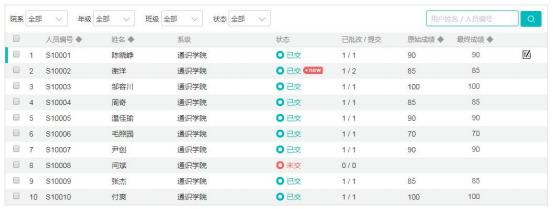 院系 全部 年级 全部 班级 全部 状态 全部 用户姓名 / 人员编号
人员编号 姓名 系级 状态 已批改 / 提交 原始成绩 最终成绩
1 S10001 陈晓峥 通识学院 已交 1 / 1 90 90
2 S10002 谢洋 通识学院 已交 +new 1 / 2 85 85
3 S10003 邹容川 通识学院 已交 1 / 1 100 100
4 S10004 周奇 通识学院 已交 1 / 1 85 85
5 S10005 温佳瑜 通识学院 已交 1 / 1 90 90
6 S10006 毛熙园 通识学院 已交 1 / 1 70 70
7 S10007 尹创 通识学院 已交 1 / 1 90 90
8 S10008 闫斌 通识学院 未交 0 / 0
9 S10009 张杰 通识学院 已交 1 / 1 85 85
10 S10010 付爽 通识学院 已交 1 / 1 100 100